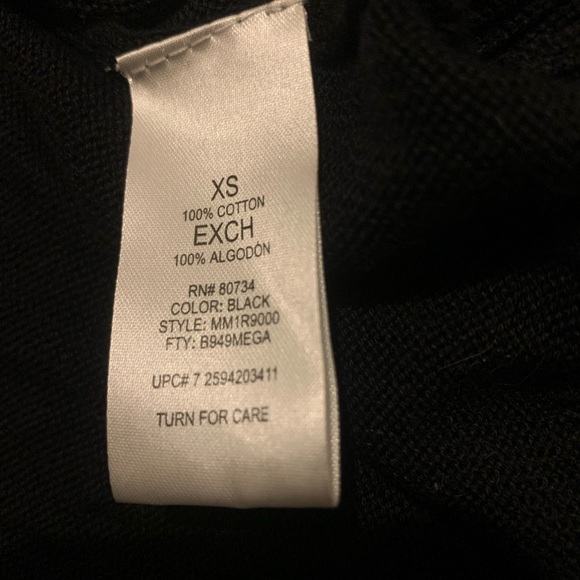 XS
100% COTTON
EXCH
100% ALGODÓN
RN# 80734
COLOR: BLACK
STYLE: MM1R9000
FTY: B949MEGA
UPC# 7 2594203411
TURN FOR CARE